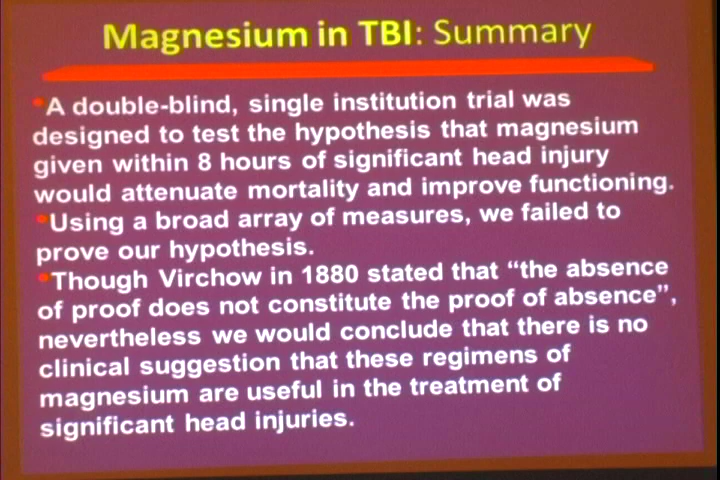 Magnesium in TBI: Summary
•A double-blind, single institution trial was
designed to test the hypothesis that magnesium
given within 8 hours of significant head injury
would attenuate mortality and improve functioning.
•Using a broad array of measures, we failed to
prove our hypothesis.
•Though Virchow in 1880 stated that “the absence
of proof does not constitute the proof of absence”,
nevertheless we would conclude that there is no
clinical suggestion that these regimens of
magnesium are useful in the treatment of
significant head injuries.